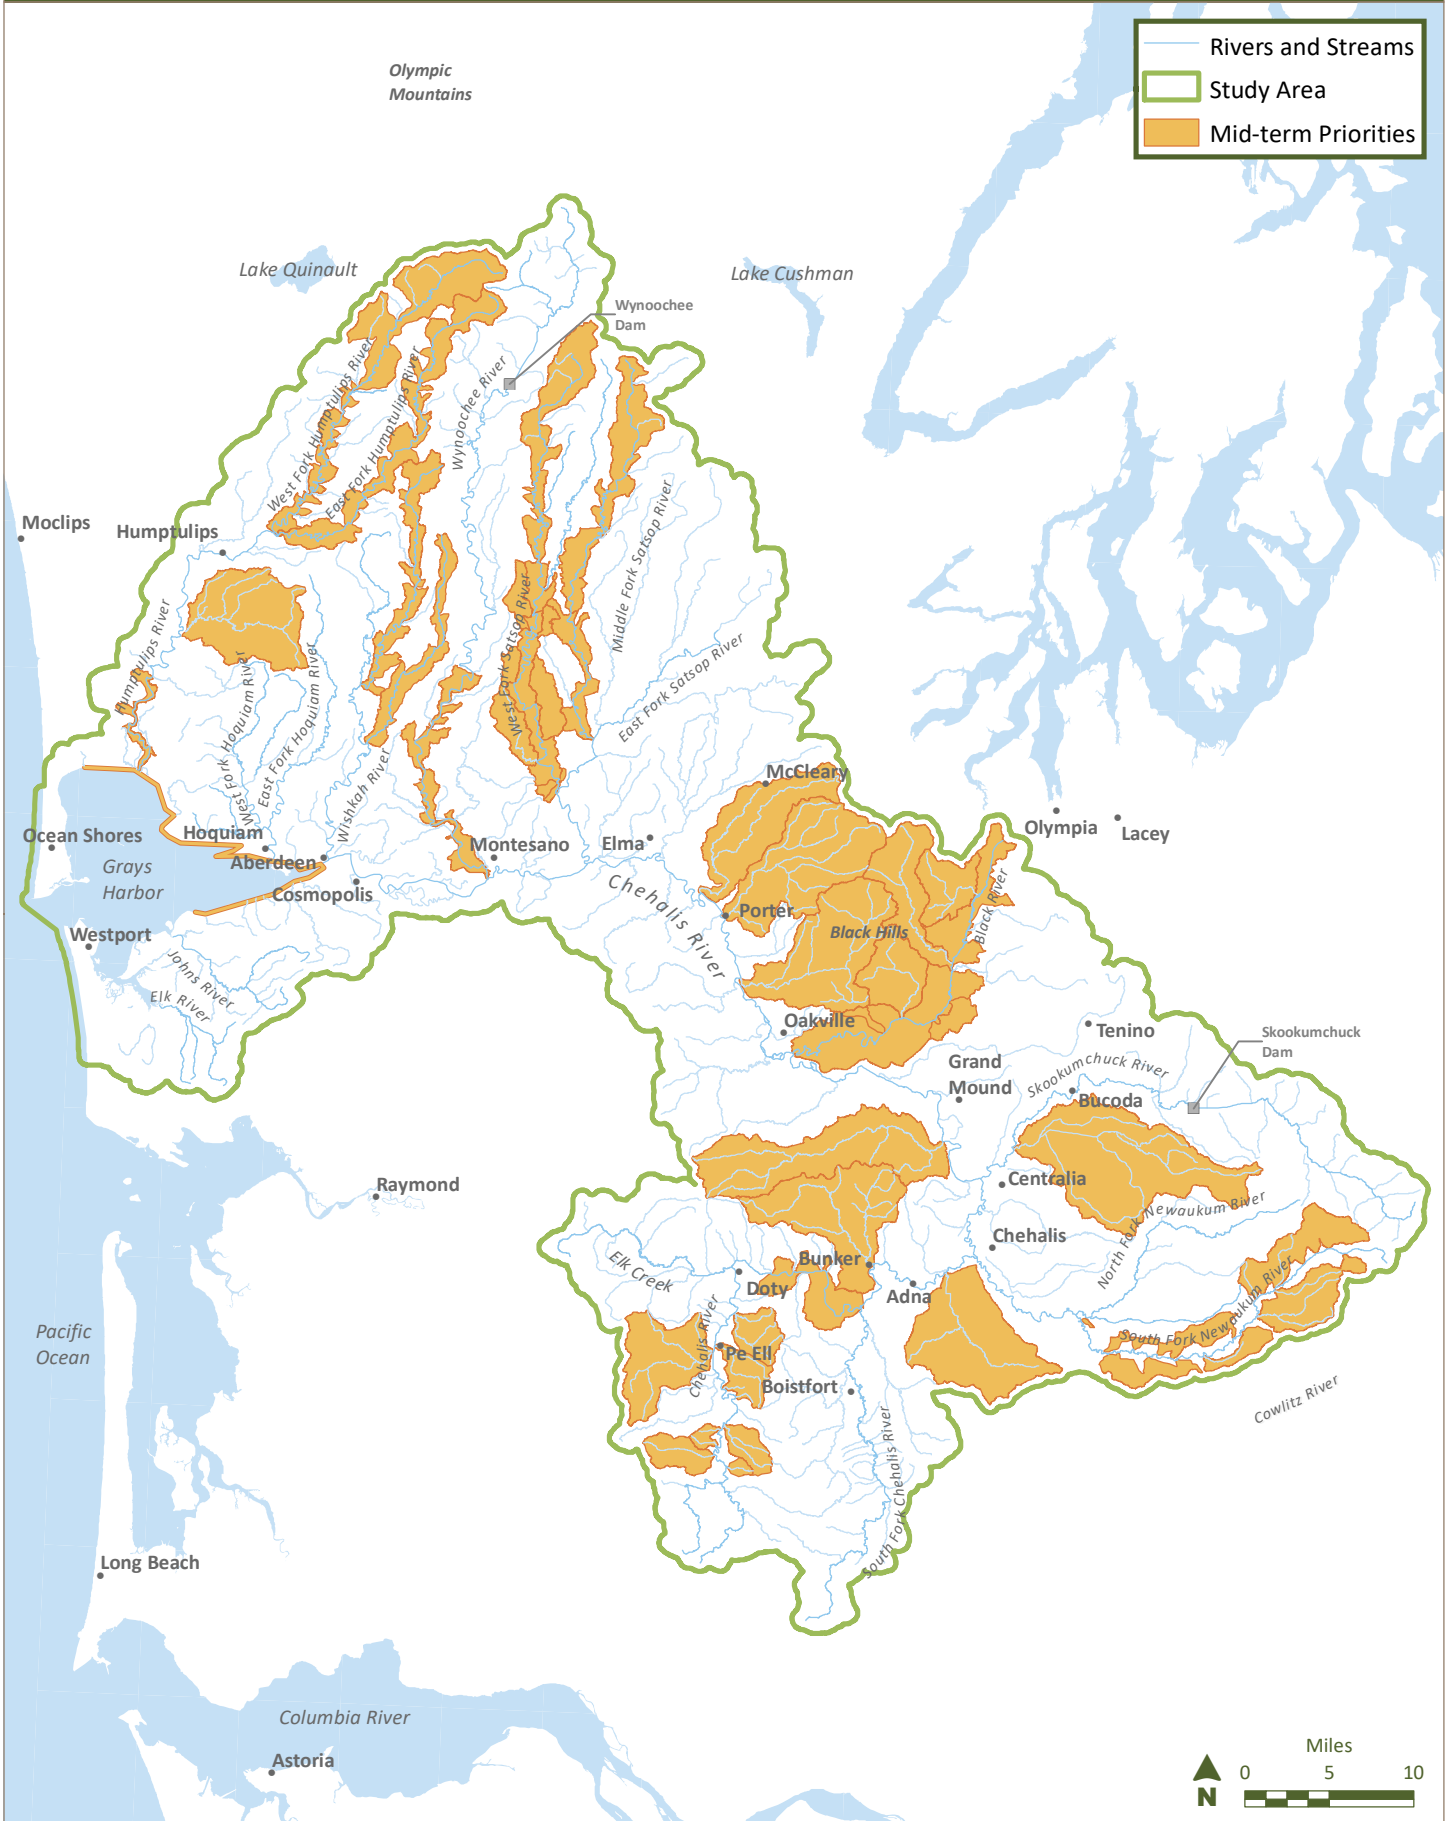 Rivers and Streams
Study Area
Mid-term Priorities
Olympic
Mountains
Lake Quinault
Lake Cushman
Wynoochee
Dam
West Fork Humptulips River
East Fork Humptulips River
Wynoochee River
Moclips
Humptulips
Middle Fork Satsop River
Humptulips River
West Fork Satsop River
West Fork Hoquiam River
East Fork Hoquiam River
East Fork Satsop River
Wishkah River
McCleary
Ocean Shores
Hoquiam
Montesano
Elma
Olympia
Lacey
Grays
Harbor
Aberdeen
Cosmopolis
Chehalis River
Porter
Black Hills
Black River
Westport
Johns River
Elk River
Oakville
Tenino
Skookumchuck
Dam
Grand
Mound
Skookumchuck River
Bucoda
Raymond
Centralia
North Fork Newaukum River
Chehalis
Elk Creek
Bunker
Doty
Adna
Pacific
Ocean
Chehalis River
Pe Ell
South Fork Newaukum River
Boistfort
Cowlitz River
South Fork Chehalis River
Long Beach
Columbia River
Astoria
Miles
0 5 10
N